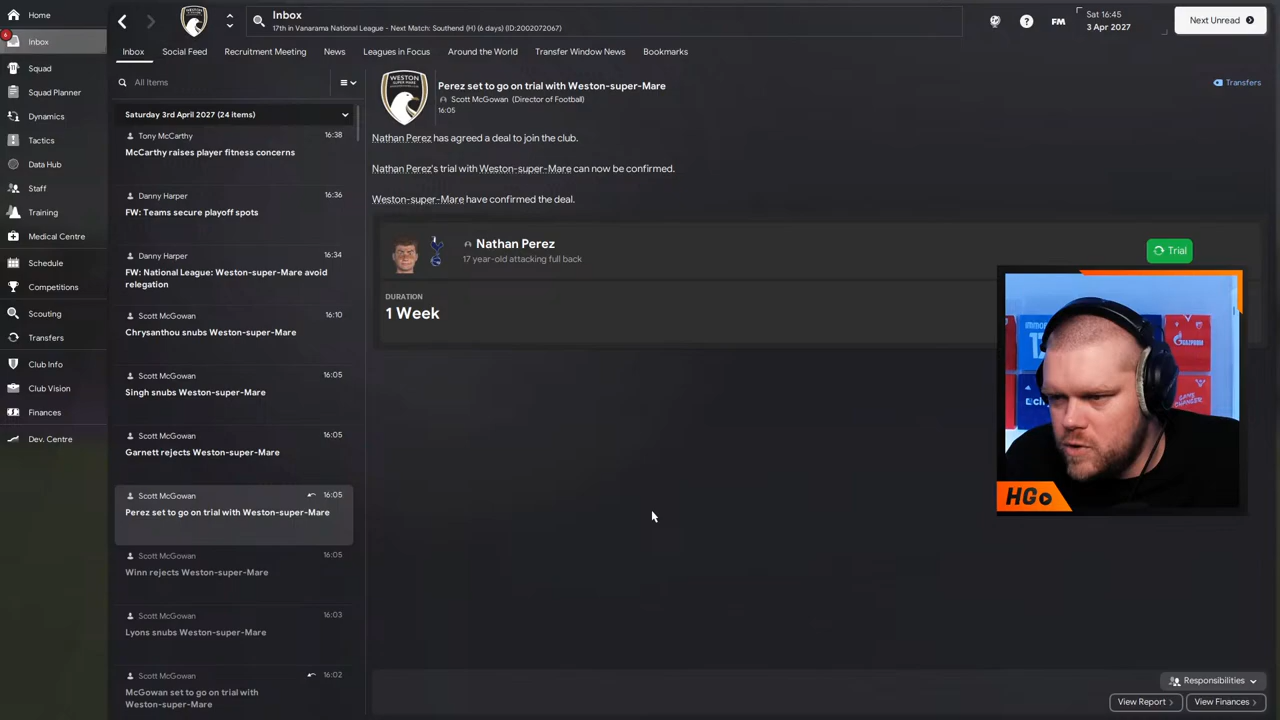 Home
6
Inbox
Squad
Squad Planner
Dynamics
Tactics
Data Hub
Staff
Training
Medical Centre
Schedule
Competitions
Scouting
Transfers
Club Info
Club Vision
Finances
Dev. Centre
Inbox
17th in Vanarama National League - Next Match: Southend (H) (6 days) (ID:2002072067)
?
FM
Sat 16:45
3 Apr 2027
Next Unread
Inbox
Social Feed
Recruitment Meeting
News
Leagues in Focus
Around the World
Transfer Window News
Bookmarks
All Items
Saturday 3rd April 2027 (24 items)
Tony McCarthy 16:38
McCarthy raises player fitness concerns
Danny Harper 16:36
FW: Teams secure playoff spots
Danny Harper 16:34
FW: National League: Weston-super-Mare avoid
relegation
Scott McGowan 16:10
Chrysanthou snubs Weston-super-Mare
Scott McGowan 16:05
Singh snubs Weston-super-Mare
Scott McGowan 16:05
Garnett rejects Weston-super-Mare
Scott McGowan 16:05
Perez set to go on trial with Weston-super-Mare
Scott McGowan 16:05
Winn rejects Weston-super-Mare
Scott McGowan 16:03
Lyons snubs Weston-super-Mare
Scott McGowan 16:02
McGowan set to go on trial with
Weston-super-Mare
WESTON
SUPER MARE
Perez set to go on trial with Weston-super-Mare
Scott McGowan (Director of Football)
16:05
Transfers
Nathan Perez has agreed a deal to join the club.
Nathan Perez's trial with Weston-super-Mare can now be confirmed.
Weston-super-Mare have confirmed the deal.
Nathan Perez
17 year-old attacking full back
Trial
DURATION
1 Week
GAZPROM
HGo
Responsibilities
View Report
View Finances